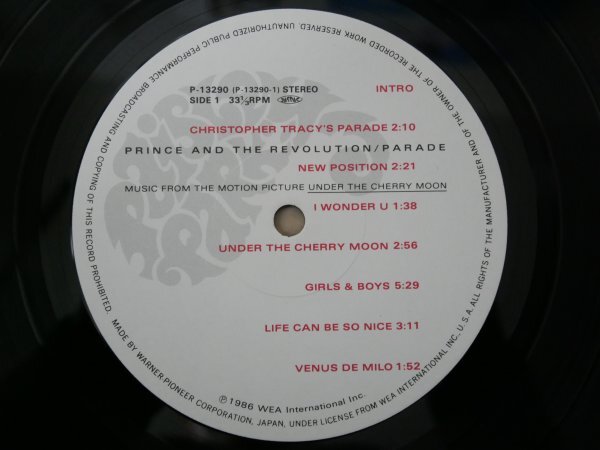 P-13290 (P-13290-1) STEREO
SIDE 1 33⅓RPM
INTRO
CHRISTOPHER TRACY'S PARADE 2:10
PRINCE AND THE REVOLUTION/PARADE
NEW POSITION 2:21
MUSIC FROM THE MOTION PICTURE UNDER THE CHERRY MOON
I WONDER U 1:38
UNDER THE CHERRY MOON 2:56
GIRLS & BOYS 5:29
LIFE CAN BE SO NICE 3:11
VENUS DE MILO 1:52
℗1986 WEA International Inc.
MADE BY WARNER-PIONEER CORPORATION, JAPAN, UNDER LICENSE FROM WEA INTERNATIONAL INC., U.S.A. ALL RIGHTS OF THE MANUFACTURER AND OF THE OWNER OF THE RECORDED WORK RESERVED. UNAUTHORIZED PUBLIC PERFORMANCE BROADCASTING AND COPYING OF THIS RECORD PROHIBITED.